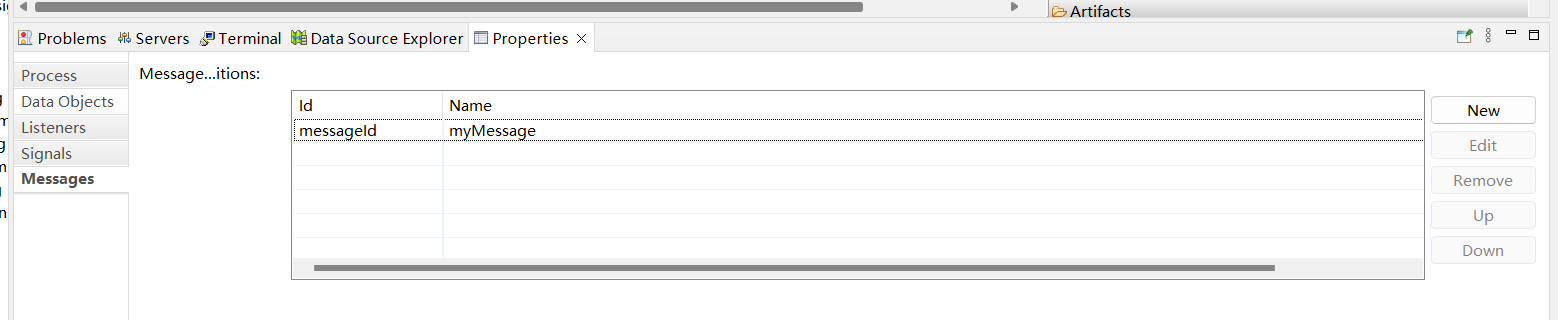 Artifacts
Problems Servers Terminal Data Source Explorer Properties
Process
Data Objects
Listeners
Signals
Messages
Message...itions:
Id Name
messageId myMessage
New
Edit
Remove
Up
Down